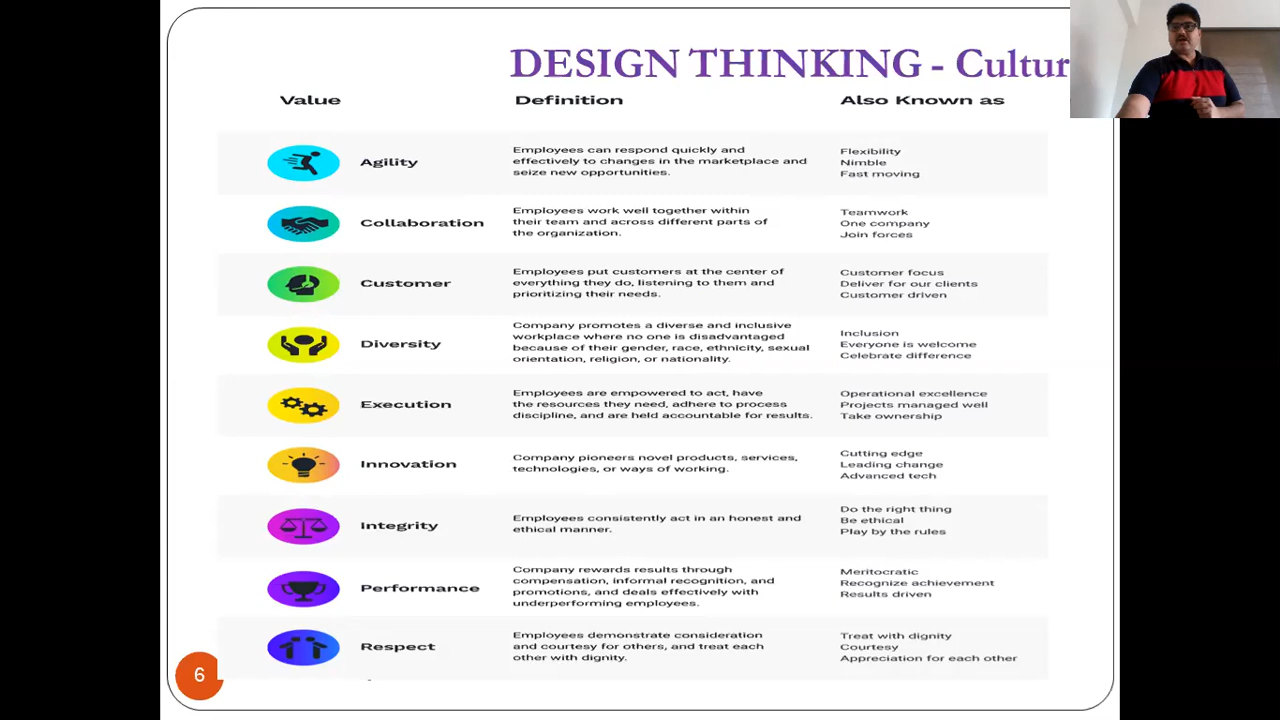 DESIGN THINKING - Cultur
Value Definition Also Known as
Agility
Employees can respond quickly and
effectively to changes in the marketplace and
seize new opportunities.
Flexibility
Nimble
Fast moving
Collaboration
Employees work well together within
their team and across different parts of
the organization.
Teamwork
One company
Join forces
Customer
Employees put customers at the center of
everything they do, listening to them and
prioritizing their needs.
Customer focus
Deliver for our clients
Customer driven
Diversity
Company promotes a diverse and inclusive
workplace where no one is disadvantaged
because of their gender, race, ethnicity, sexual
orientation, religion, or nationality.
Inclusion
Everyone is welcome
Celebrate difference
Execution
Employees are empowered to act, have
the resources they need, adhere to process
discipline, and are held accountable for results.
Operational excellence
Projects managed well
Take ownership
Innovation
Company pioneers novel products, services,
technologies, or ways of working.
Cutting edge
Leading change
Advanced tech
Integrity
Employees consistently act in an honest and
ethical manner.
Do the right thing
Be ethical
Play by the rules
Performance
Company rewards results through
compensation, informal recognition, and
promotions, and deals effectively with
underperforming employees.
Meritocratic
Recognize achievement
Results driven
Respect
Employees demonstrate consideration
and courtesy for others, and treat each
other with dignity.
Treat with dignity
Courtesy
Appreciation for each other
6